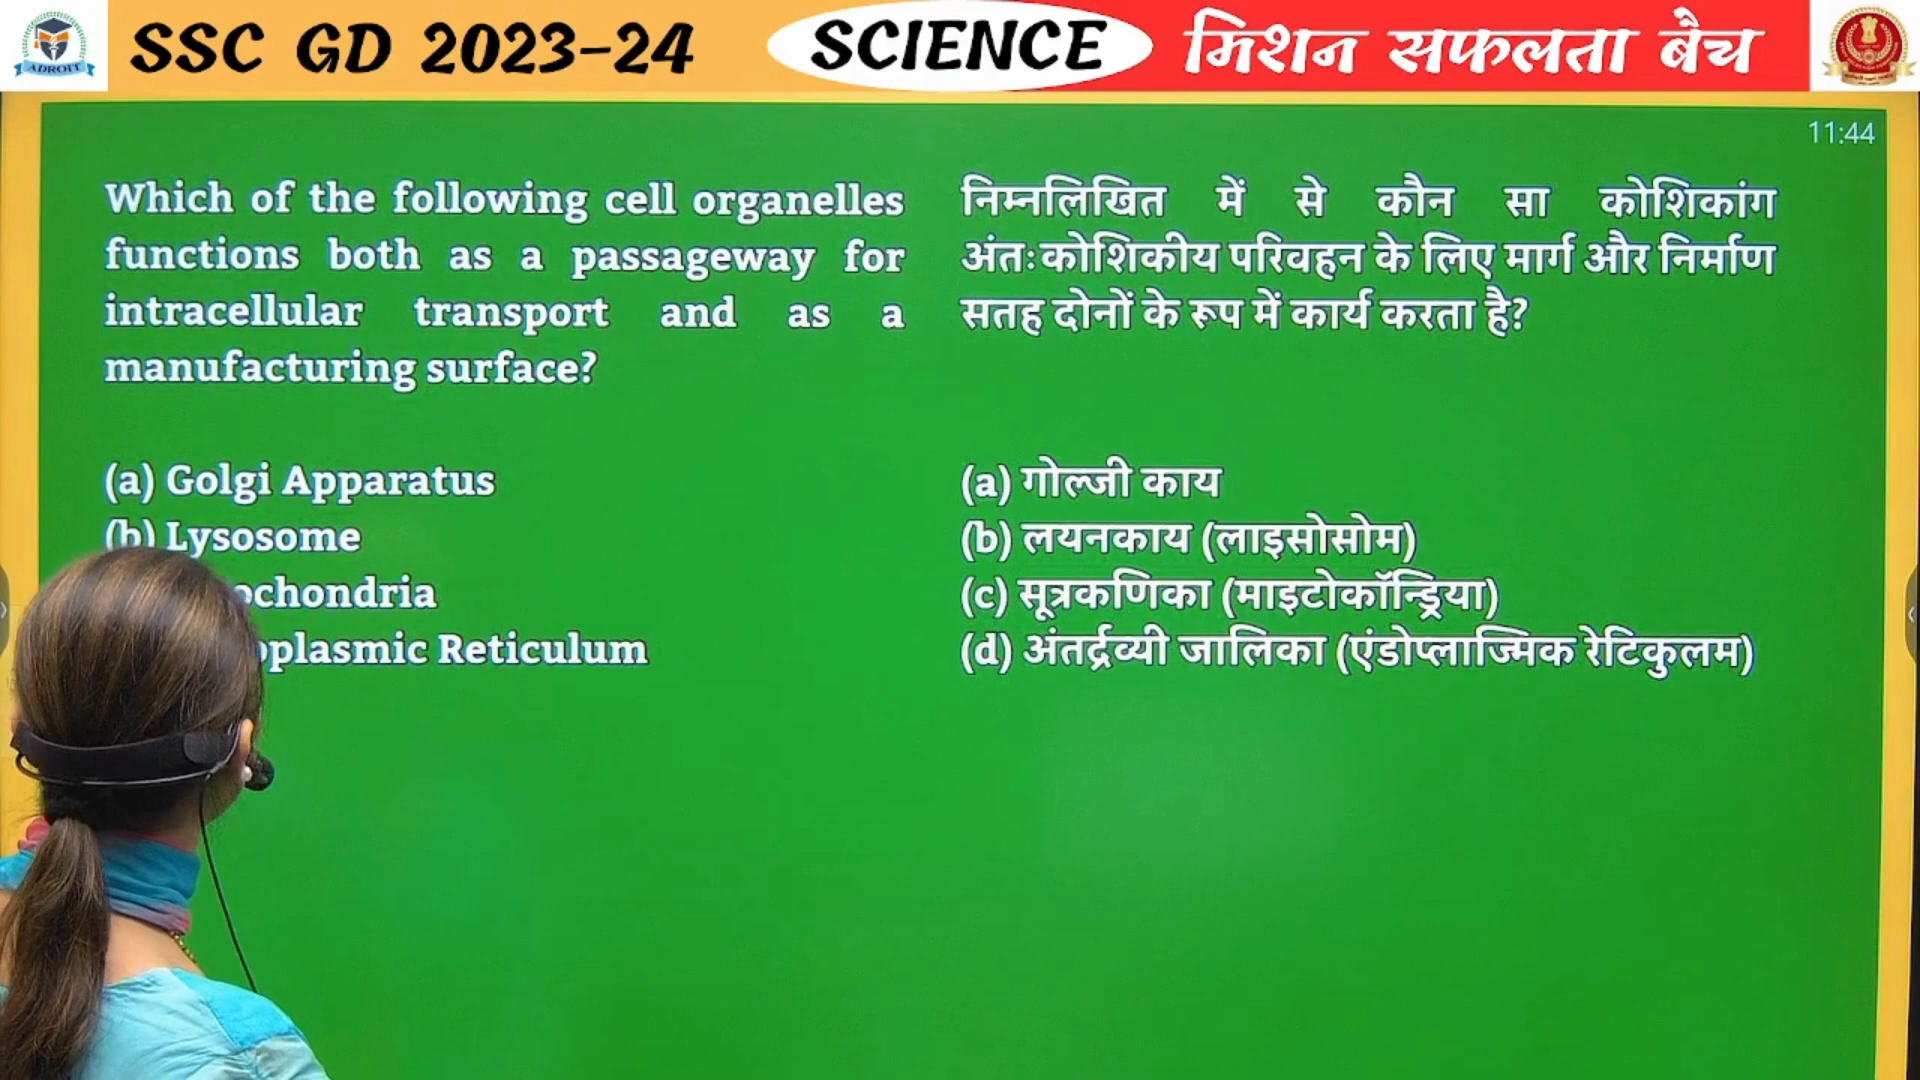 ADROIT
SSC GD 2023-24
SCIENCE
मिशन सफलता बैच
11:44
Which of the following cell organelles
functions both as a passageway for
intracellular transport and as a
manufacturing surface?
(a) Golgi Apparatus
(b) Lysosome
ochondria
oplasmic Reticulum
निम्नलिखित में से कौन सा कोशिकांग
अंतःकोशिकीय परिवहन के लिए मार्ग और निर्माण
सतह दोनों के रूप में कार्य करता है?
(a) गोल्जी काय
(b) लयनकाय (लाइसोसोम)
(c) सूत्रकणिका (माइटोकॉन्ड्रिया)
(d) अंतर्द्रव्यी जालिका (एंडोप्लाज्मिक रेटिकुलम)